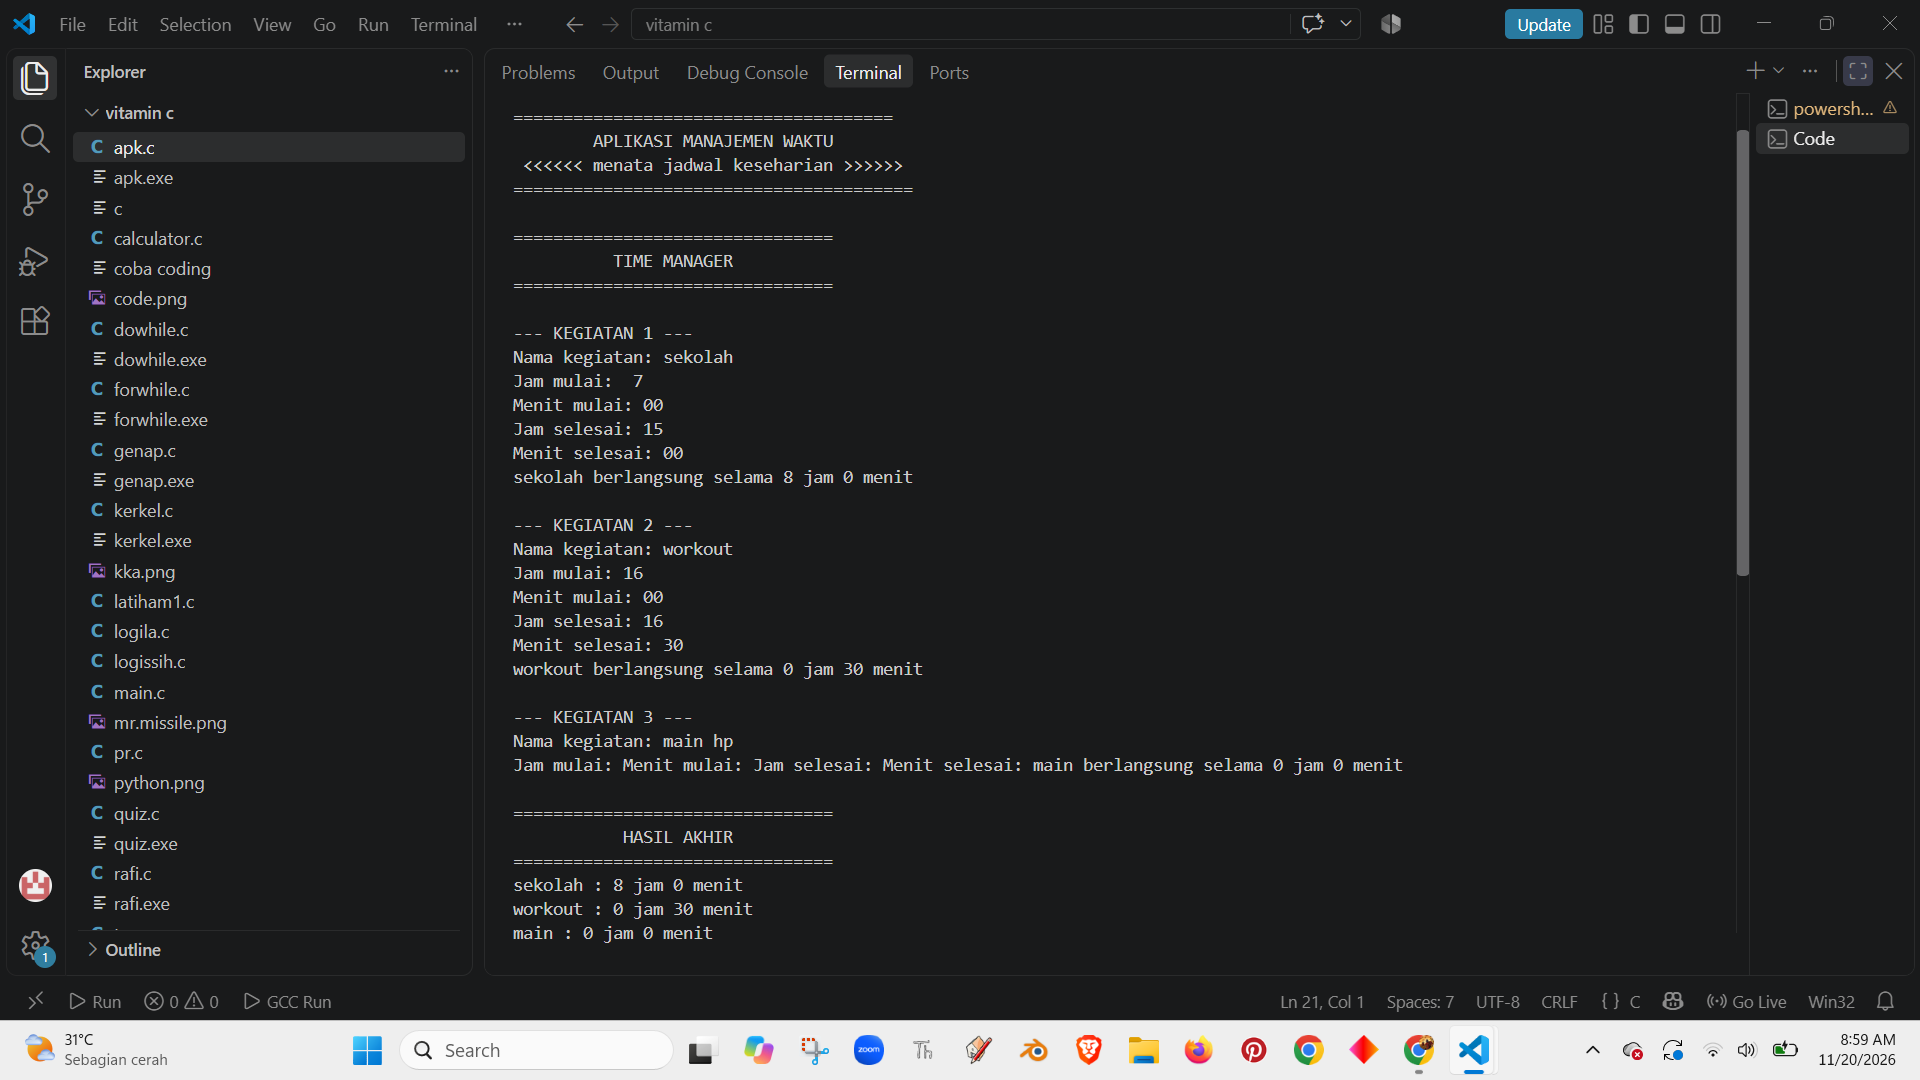 File Edit Selection View Go Run Terminal ··· vitamin c Update
Explorer ···
vitamin c
C apk.c
apk.exe
c
C calculator.c
coba coding
code.png
C dowhile.c
dowhile.exe
C forwhile.c
forwhile.exe
C genap.c
genap.exe
C kerkel.c
kerkel.exe
kka.png
C latiham1.c
C logila.c
C logissih.c
C main.c
mr.missile.png
C pr.c
python.png
C quiz.c
quiz.exe
C rafi.c
rafi.exe
Outline
1
Problems Output Debug Console Terminal Ports
powersh...
Code
======================================
APLIKASI MANAJEMEN WAKTU
<<<<<< menata jadwal keseharian >>>>>>
========================================
================================
TIME MANAGER
================================
--- KEGIATAN 1 ---
Nama kegiatan: sekolah
Jam mulai:  7
Menit mulai: 00
Jam selesai: 15
Menit selesai: 00
sekolah berlangsung selama 8 jam 0 menit
--- KEGIATAN 2 ---
Nama kegiatan: workout
Jam mulai: 16
Menit mulai: 00
Jam selesai: 16
Menit selesai: 30
workout berlangsung selama 0 jam 30 menit
--- KEGIATAN 3 ---
Nama kegiatan: main hp
Jam mulai: Menit mulai: Jam selesai: Menit selesai: main berlangsung selama 0 jam 0 menit
================================
HASIL AKHIR
================================
sekolah : 8 jam 0 menit
workout : 0 jam 30 menit
main : 0 jam 0 menit
Run 0 0 GCC Run Ln 21, Col 1 Spaces: 7 UTF-8 CRLF { } C Go Live Win32
31°C
Sebagian cerah
Search
zoom
Th
8:59 AM
11/20/2026